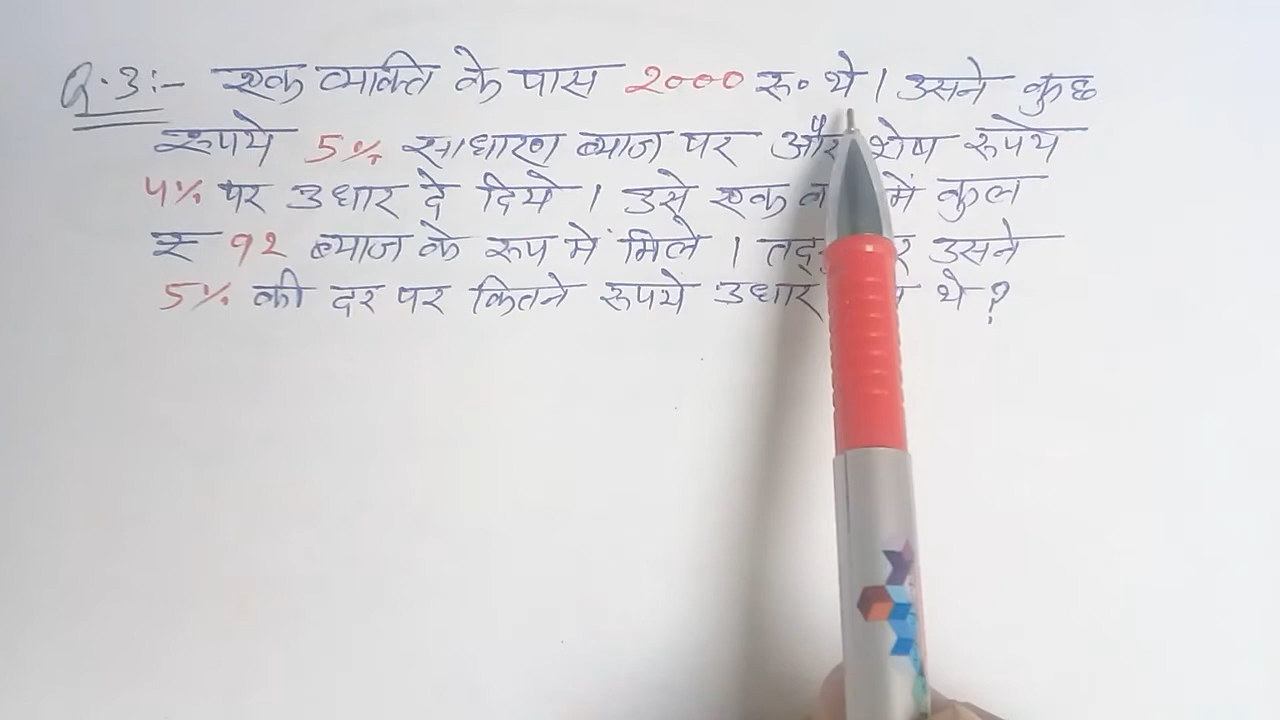 Q.3:- एक व्यक्ति के पास 2000 रु० थे। उसने कुछ
रूपये 5% साधारण ब्याज पर और शेष रूपये
4% पर उधार दे दिये। उसे एक में कुल
₹ 92 ब्याज के रूप में मिले। उसने
5% की दर पर कितने रूपये उधार थे?